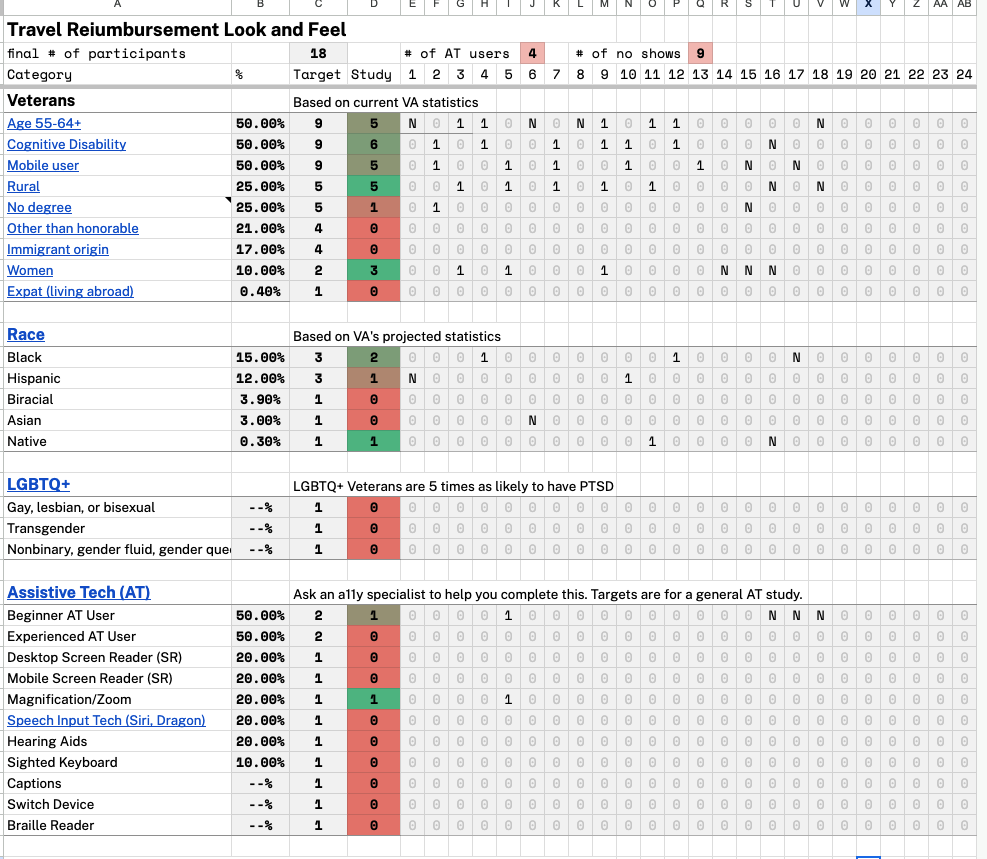 A B C D E F G H I J K L M N O P Q R S T U V W X Y Z AA AB
Travel Reiumbursement Look and Feel
final # of participants 18 # of AT users 4 # of no shows 9
Category % Target Study 1 2 3 4 5 6 7 8 9 10 11 12 13 14 15 16 17 18 19 20 21 22 23 24
Veterans Based on current VA statistics
Age 55-64+ 50.00% 9 5 N 0 1 1 0 N 0 N 1 0 1 1 0 0 0 0 0 N 0 0 0 0 0 0
Cognitive Disability 50.00% 9 6 0 1 0 1 0 0 1 0 1 1 0 1 0 0 0 N 0 0 0 0 0 0 0 0
Mobile user 50.00% 9 5 0 1 0 0 1 0 1 0 0 1 0 0 1 0 N 0 N 0 0 0 0 0 0 0
Rural 25.00% 5 5 0 0 1 0 1 0 1 0 1 0 1 0 0 0 0 N 0 N 0 0 0 0 0 0
No degree 25.00% 5 1 0 1 0 0 0 0 0 0 0 0 0 0 0 0 N 0 0 0 0 0 0 0 0 0
Other than honorable 21.00% 4 0 0 0 0 0 0 0 0 0 0 0 0 0 0 0 0 0 0 0 0 0 0 0 0 0
Immigrant origin 17.00% 4 0 0 0 0 0 0 0 0 0 0 0 0 0 0 0 0 0 0 0 0 0 0 0 0 0
Women 10.00% 2 3 0 0 1 0 1 0 0 0 1 0 0 0 0 N N N 0 0 0 0 0 0 0 0
Expat (living abroad) 0.40% 1 0 0 0 0 0 0 0 0 0 0 0 0 0 0 0 0 0 0 0 0 0 0 0 0 0
Race Based on VA's projected statistics
Black 15.00% 3 2 0 0 0 1 0 0 0 0 0 0 0 1 0 0 0 0 N 0 0 0 0 0 0 0
Hispanic 12.00% 3 1 N 0 0 0 0 0 0 0 0 1 0 0 0 0 0 0 0 0 0 0 0 0 0 0
Biracial 3.90% 1 0 0 0 0 0 0 0 0 0 0 0 0 0 0 0 0 0 0 0 0 0 0 0 0 0
Asian 3.00% 1 0 0 0 0 0 0 N 0 0 0 0 0 0 0 0 0 0 0 0 0 0 0 0 0 0
Native 0.30% 1 1 0 0 0 0 0 0 0 0 0 0 1 0 0 0 0 N 0 0 0 0 0 0 0 0
LGBTQ+ LGBTQ+ Veterans are 5 times as likely to have PTSD
Gay, lesbian, or bisexual --% 1 0 0 0 0 0 0 0 0 0 0 0 0 0 0 0 0 0 0 0 0 0 0 0 0 0
Transgender --% 1 0 0 0 0 0 0 0 0 0 0 0 0 0 0 0 0 0 0 0 0 0 0 0 0 0
Nonbinary, gender fluid, gender que --% 1 0 0 0 0 0 0 0 0 0 0 0 0 0 0 0 0 0 0 0 0 0 0 0 0 0
Assistive Tech (AT) Ask an a11y specialist to help you complete this. Targets are for a general AT study.
Beginner AT User 50.00% 2 1 0 0 0 0 1 0 0 0 0 0 0 0 0 0 0 N N N 0 0 0 0 0 0
Experienced AT User 50.00% 2 0 0 0 0 0 0 0 0 0 0 0 0 0 0 0 0 0 0 0 0 0 0 0 0 0
Desktop Screen Reader (SR) 20.00% 1 0 0 0 0 0 0 0 0 0 0 0 0 0 0 0 0 0 0 0 0 0 0 0 0 0
Mobile Screen Reader (SR) 20.00% 1 0 0 0 0 0 0 0 0 0 0 0 0 0 0 0 0 0 0 0 0 0 0 0 0 0
Magnification/Zoom 20.00% 1 1 0 0 0 0 1 0 0 0 0 0 0 0 0 0 0 0 0 0 0 0 0 0 0 0
Speech Input Tech (Siri, Dragon) 20.00% 1 0 0 0 0 0 0 0 0 0 0 0 0 0 0 0 0 0 0 0 0 0 0 0 0 0
Hearing Aids 20.00% 1 0 0 0 0 0 0 0 0 0 0 0 0 0 0 0 0 0 0 0 0 0 0 0 0 0
Sighted Keyboard 10.00% 1 0 0 0 0 0 0 0 0 0 0 0 0 0 0 0 0 0 0 0 0 0 0 0 0 0
Captions --% 1 0 0 0 0 0 0 0 0 0 0 0 0 0 0 0 0 0 0 0 0 0 0 0 0 0
Switch Device --% 1 0 0 0 0 0 0 0 0 0 0 0 0 0 0 0 0 0 0 0 0 0 0 0 0 0
Braille Reader --% 1 0 0 0 0 0 0 0 0 0 0 0 0 0 0 0 0 0 0 0 0 0 0 0 0 0